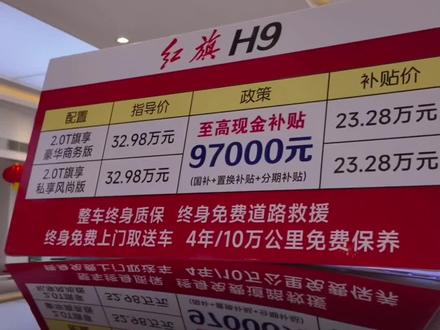 红旗 H9
配置 指导价 政策 补贴价
2.0T旗享
豪华商务版 32.98万元 至高现金补贴 23.28万元
97000元
2.0T旗享
私享风尚版 32.98万元 (国补+置换补贴+分期补贴) 23.28万元
整车终身质保 终身免费道路救援
终身免费上门取送车 4年/10万公里免费保养